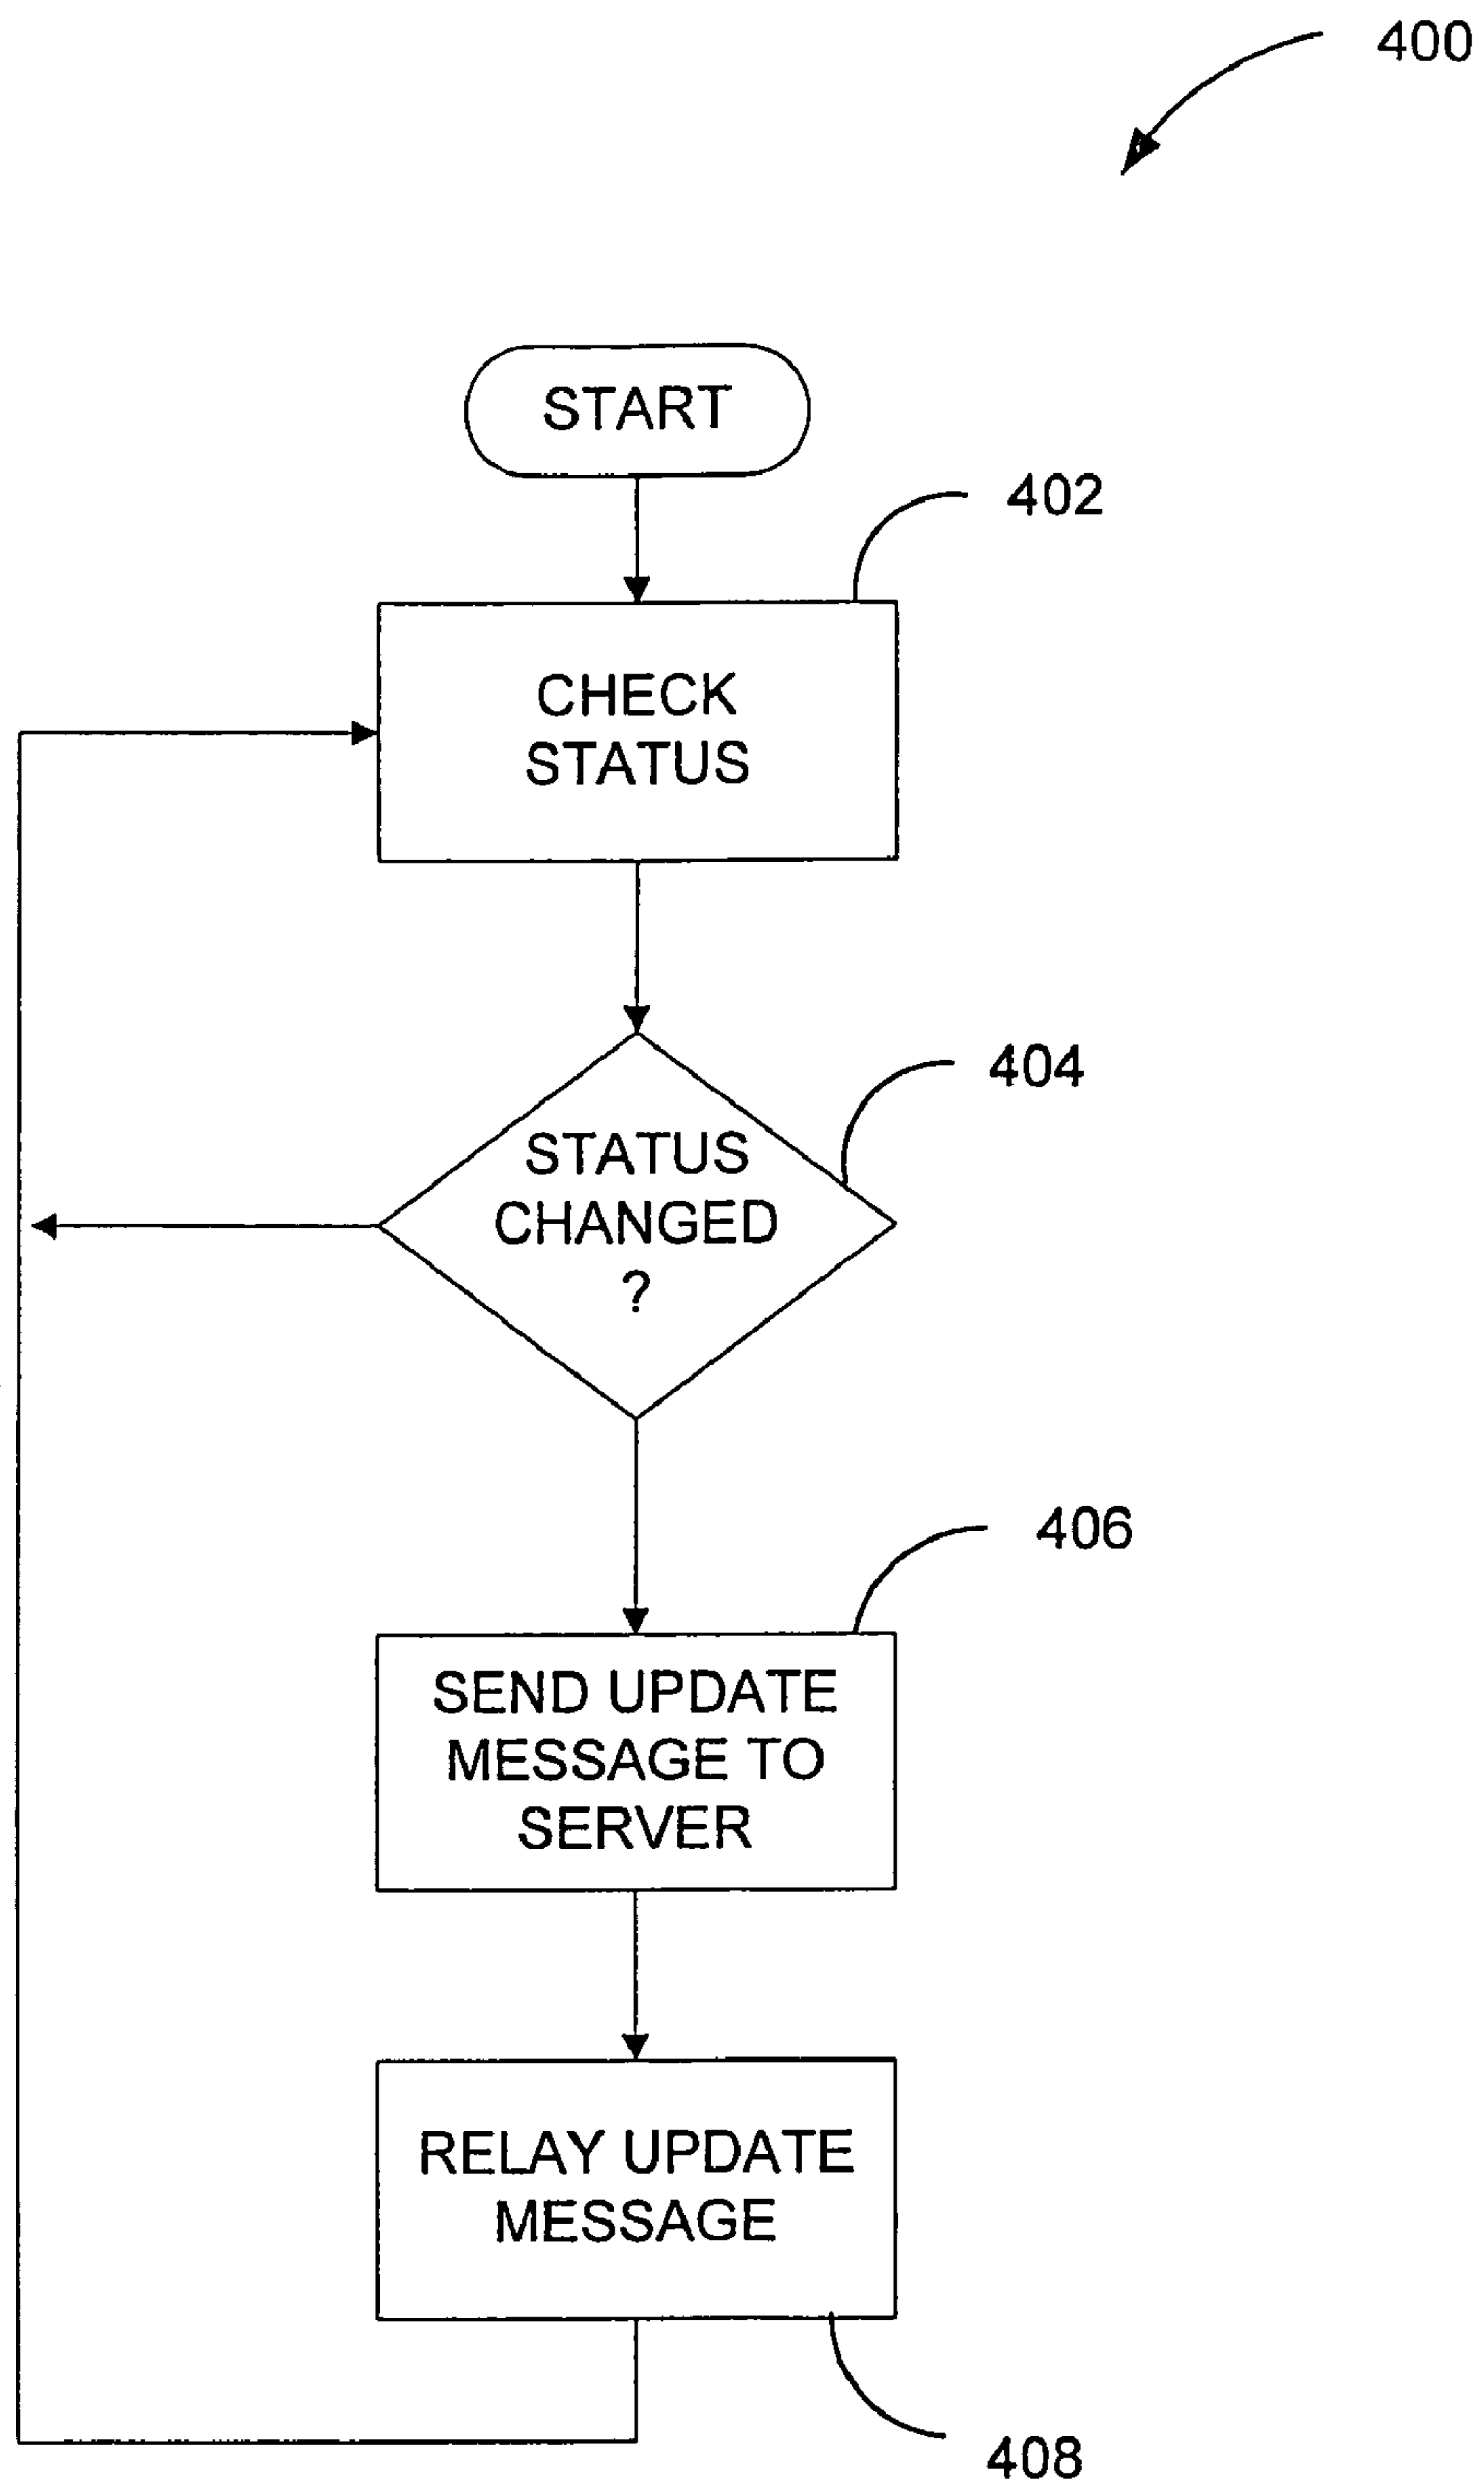 400
START
402
CHECK
STATUS
404
STATUS
CHANGED
?
406
SEND UPDATE
MESSAGE TO
SERVER
RELAY UPDATE
MESSAGE
408